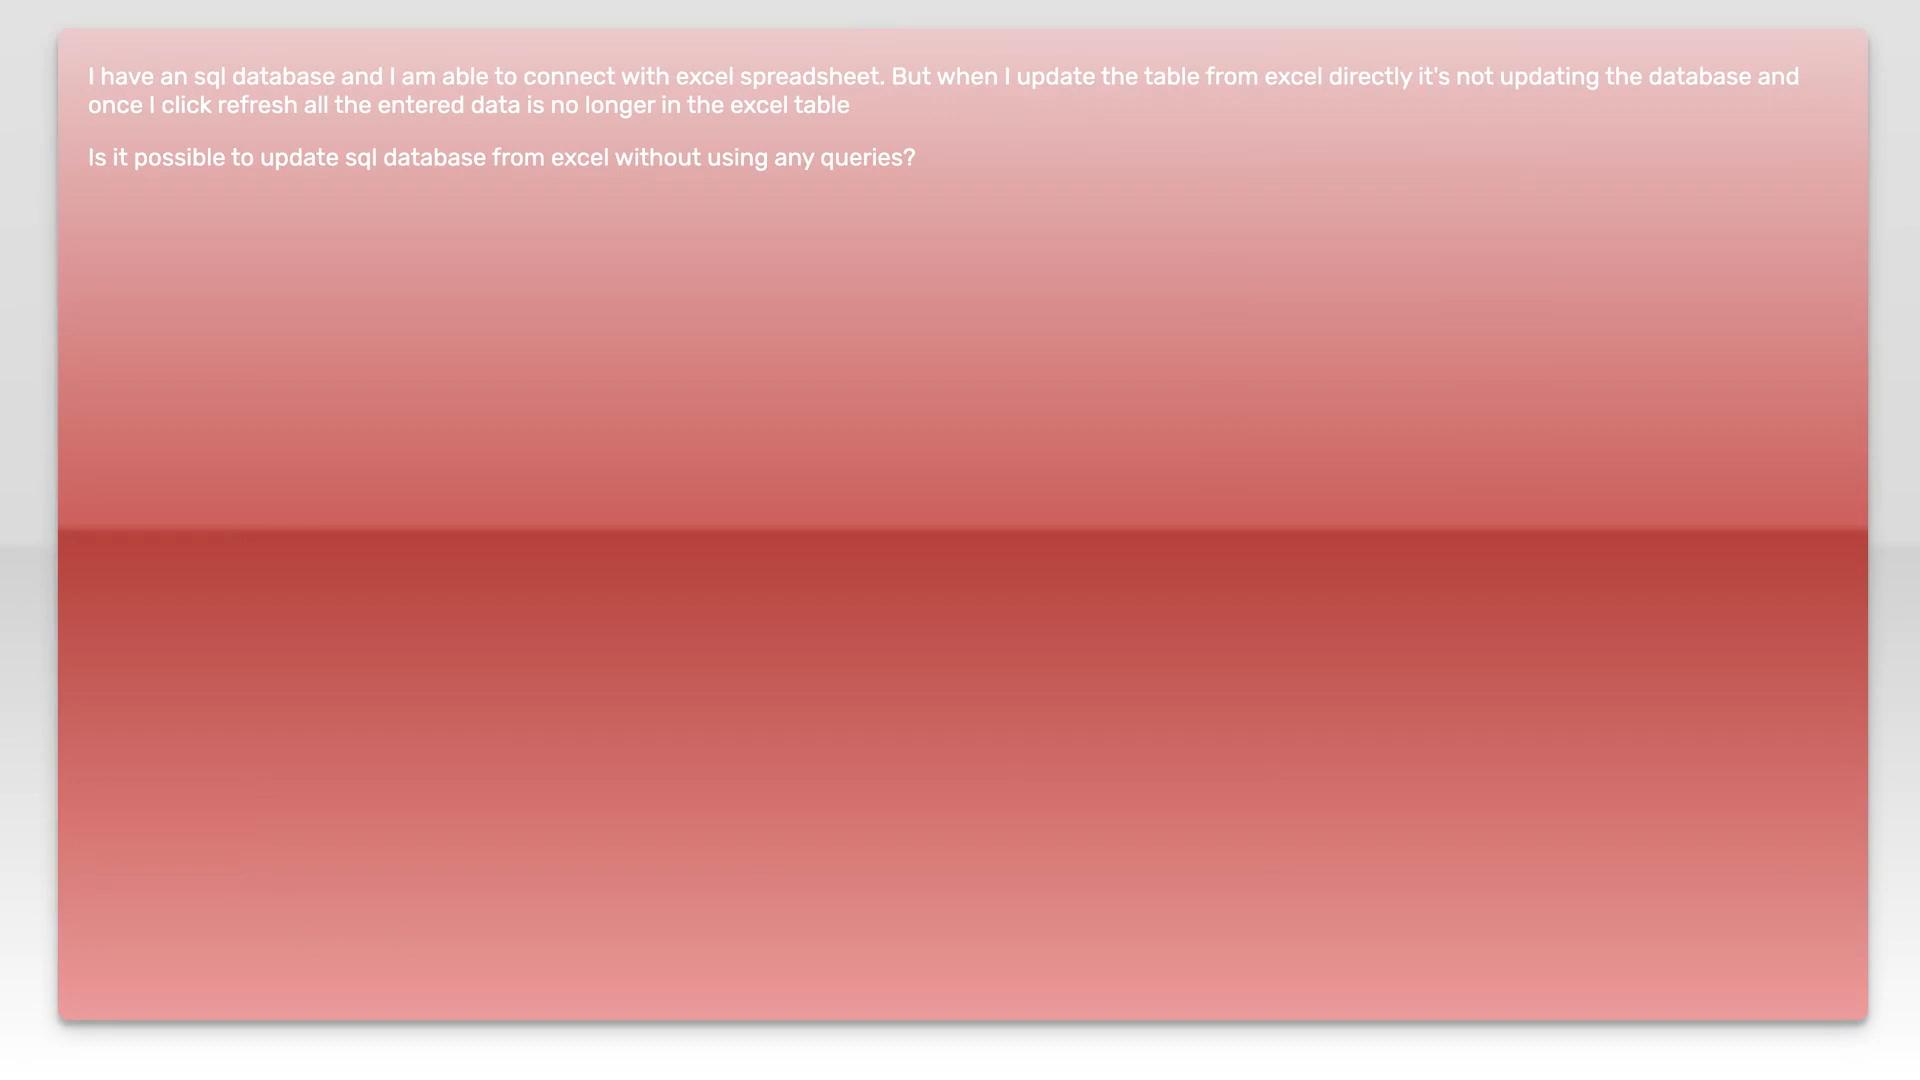 I have an sql database and I am able to connect with excel spreadsheet. But when I update the table from excel directly it's not updating the database and
once I click refresh all the entered data is no longer in the excel table
Is it possible to update sql database from excel without using any queries?